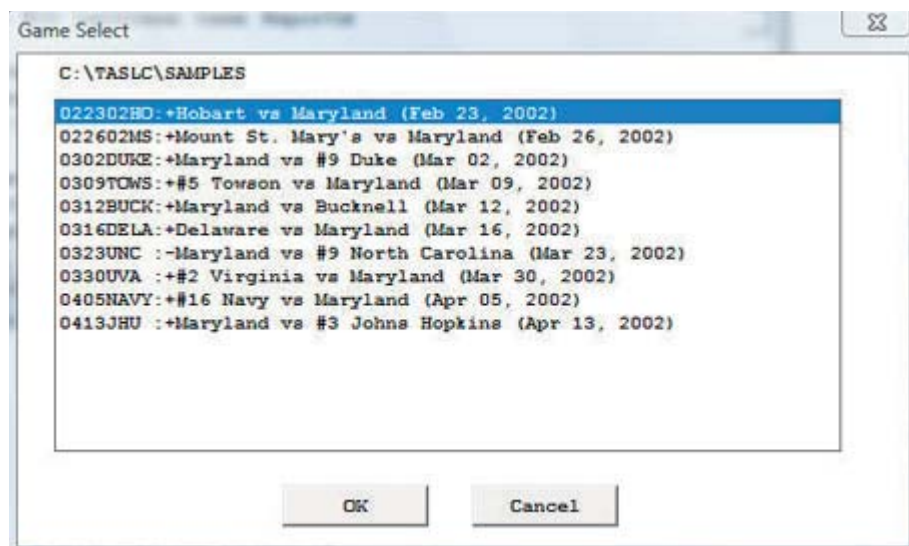 Game Select
C:\TASLC\SAMPLES
022302HO:+Hobart vs Maryland (Feb 23, 2002)
022602MS:+Mount St. Mary's vs Maryland (Feb 26, 2002)
0302DUKE:+Maryland vs #9 Duke (Mar 02, 2002)
0309TOWS:+#5 Towson vs Maryland (Mar 09, 2002)
0312BUCK:+Maryland vs Bucknell (Mar 12, 2002)
0316DELA:+Delaware vs Maryland (Mar 16, 2002)
0323UNC :-Maryland vs #9 North Carolina (Mar 23, 2002)
0330UVA :+#2 Virginia vs Maryland (Mar 30, 2002)
0405NAVY:+#16 Navy vs Maryland (Apr 05, 2002)
0413JHU :+Maryland vs #3 Johns Hopkins (Apr 13, 2002)
OK Cancel